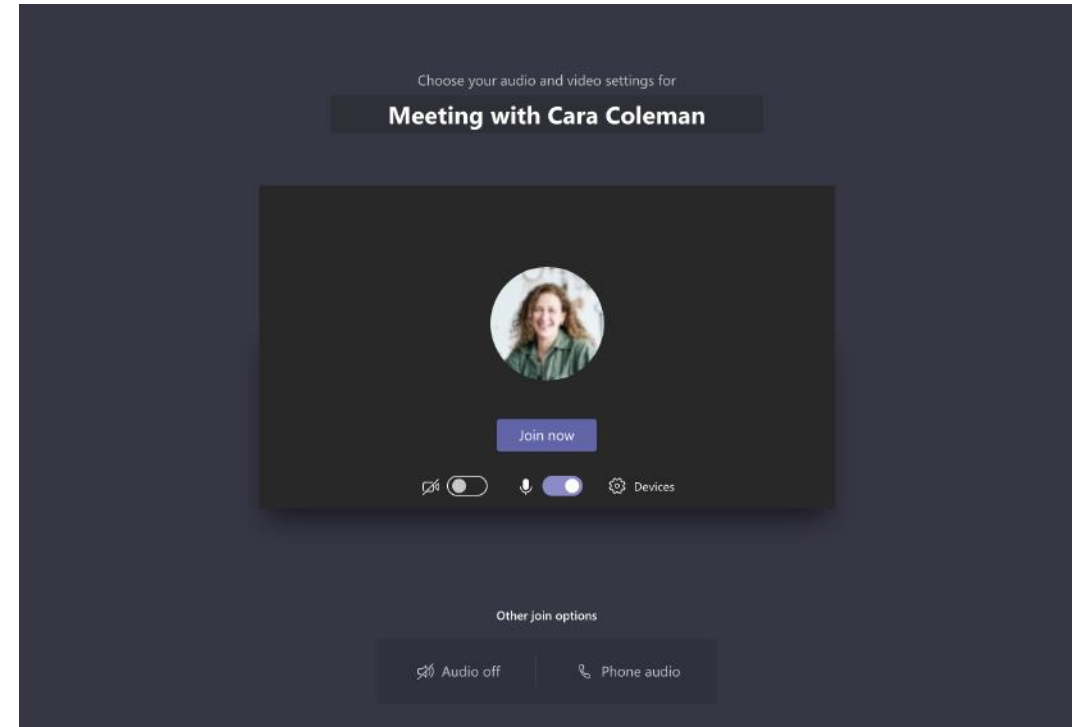 Choose your audio and video settings for
Meeting with Cara Coleman
Join now
Devices
Other join options
Audio off
Phone audio